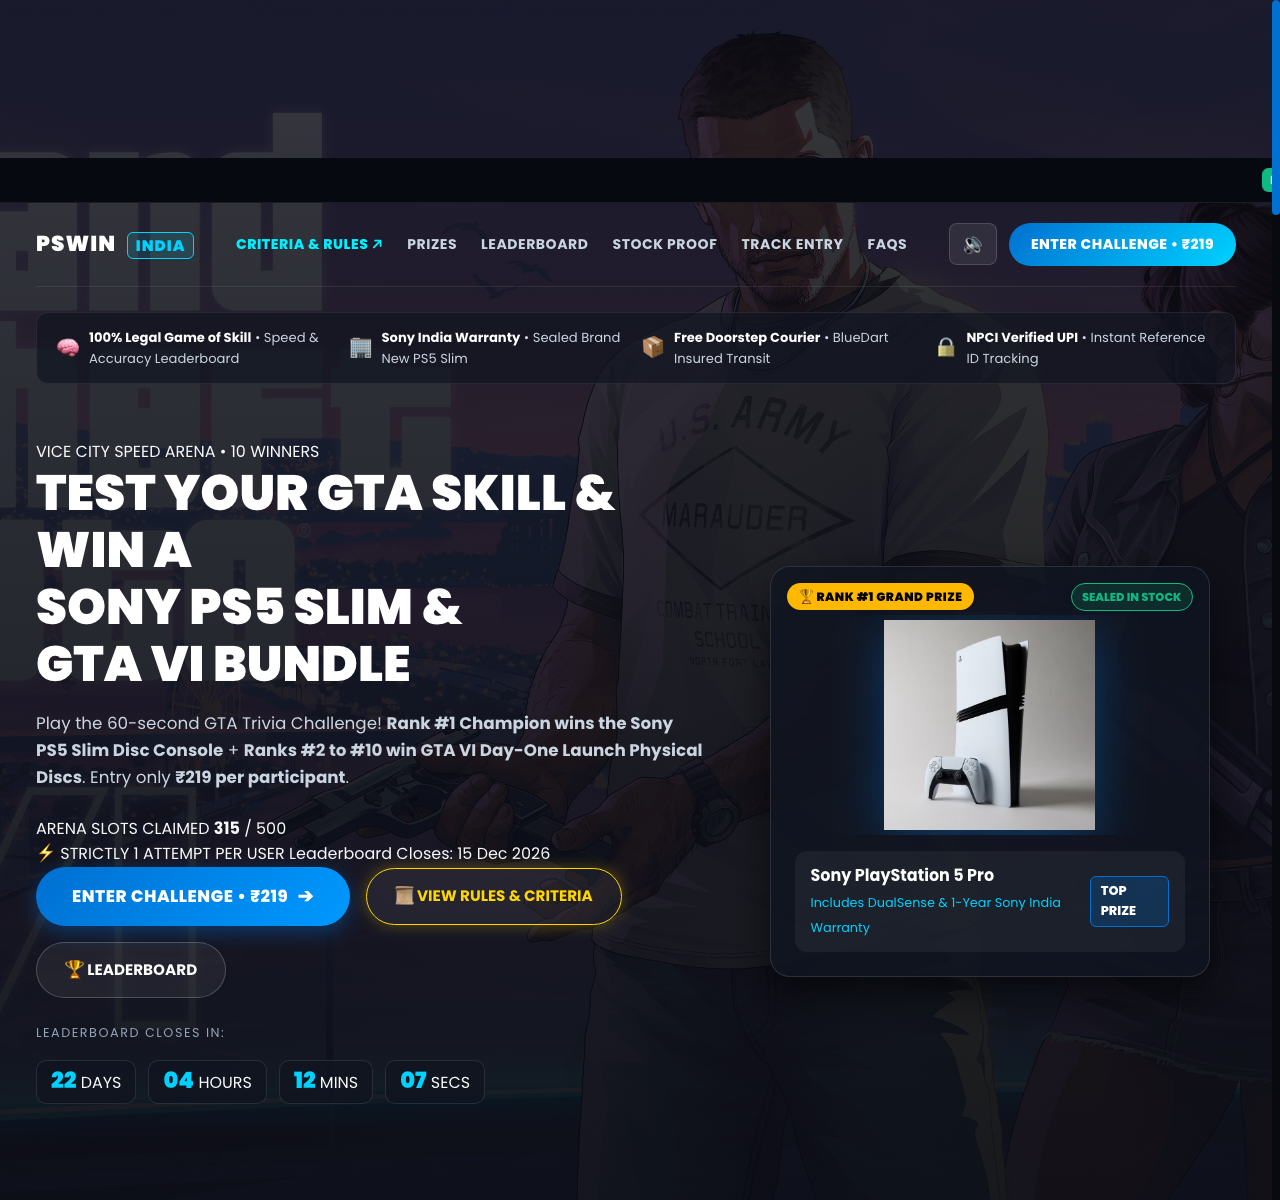 PSWIN INDIA
CRITERIA & RULES ↗
PRIZES
LEADERBOARD
STOCK PROOF
TRACK ENTRY
FAQS
ENTER CHALLENGE • ₹219
100% Legal Game of Skill • Speed &
Accuracy Leaderboard
Sony India Warranty • Sealed Brand
New PS5 Slim
Free Doorstep Courier • BlueDart
Insured Transit
NPCI Verified UPI • Instant Reference
ID Tracking
VICE CITY SPEED ARENA • 10 WINNERS
TEST YOUR GTA SKILL &
WIN A
SONY PS5 SLIM &
GTA VI BUNDLE
Play the 60-second GTA Trivia Challenge! Rank #1 Champion wins the Sony
PS5 Slim Disc Console + Ranks #2 to #10 win GTA VI Day-One Launch Physical
Discs. Entry only ₹219 per participant.
ARENA SLOTS CLAIMED 315 / 500
⚡ STRICTLY 1 ATTEMPT PER USER Leaderboard Closes: 15 Dec 2026
ENTER CHALLENGE • ₹219 ➔
VIEW RULES & CRITERIA
LEADERBOARD
LEADERBOARD CLOSES IN:
22 DAYS
04 HOURS
12 MINS
07 SECS
RANK #1 GRAND PRIZE
SEALED IN STOCK
Sony PlayStation 5 Pro
Includes DualSense & 1-Year Sony India
Warranty
TOP
PRIZE
U.S. ARMY
MARAUDER
COMBAT TRAIN
SCHOOL